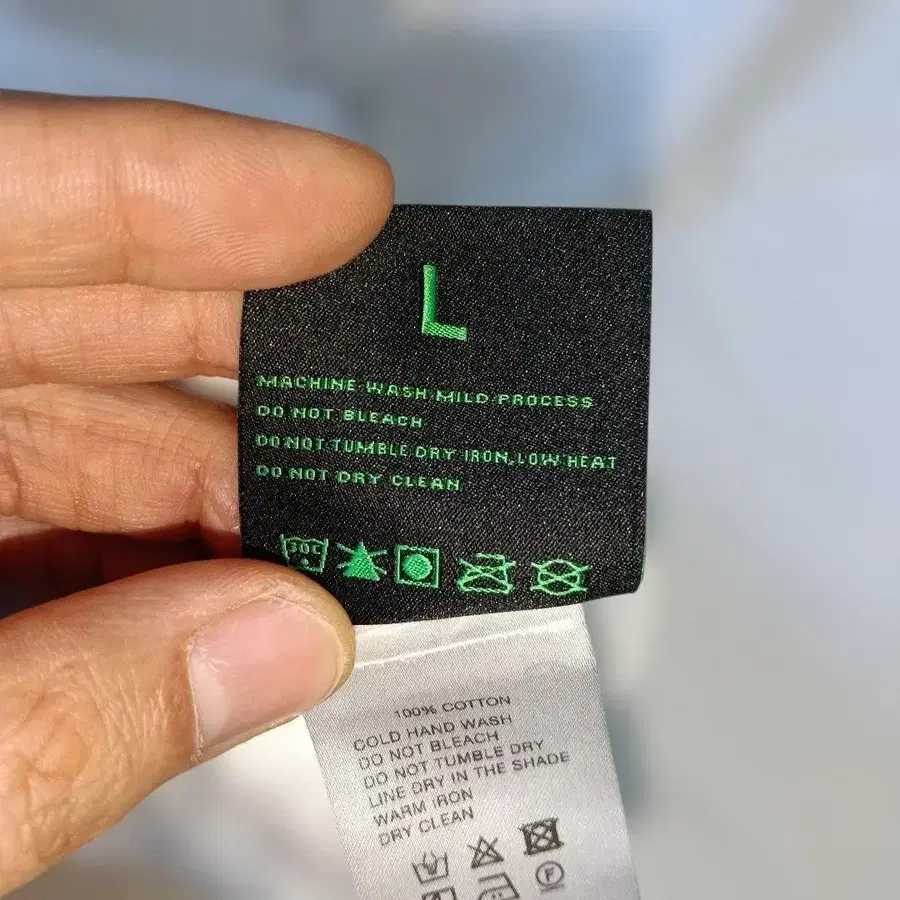 L
MACHINE WASH MILD PROCESS
DO NOT BLEACH
DO NOT TUMBLE DRY IRON, LOW HEAT
DO NOT DRY CLEAN
30C
100% COTTON
COLD HAND WASH
DO NOT BLEACH
DO NOT TUMBLE DRY
LINE DRY IN THE SHADE
WARM IRON
DRY CLEAN
F